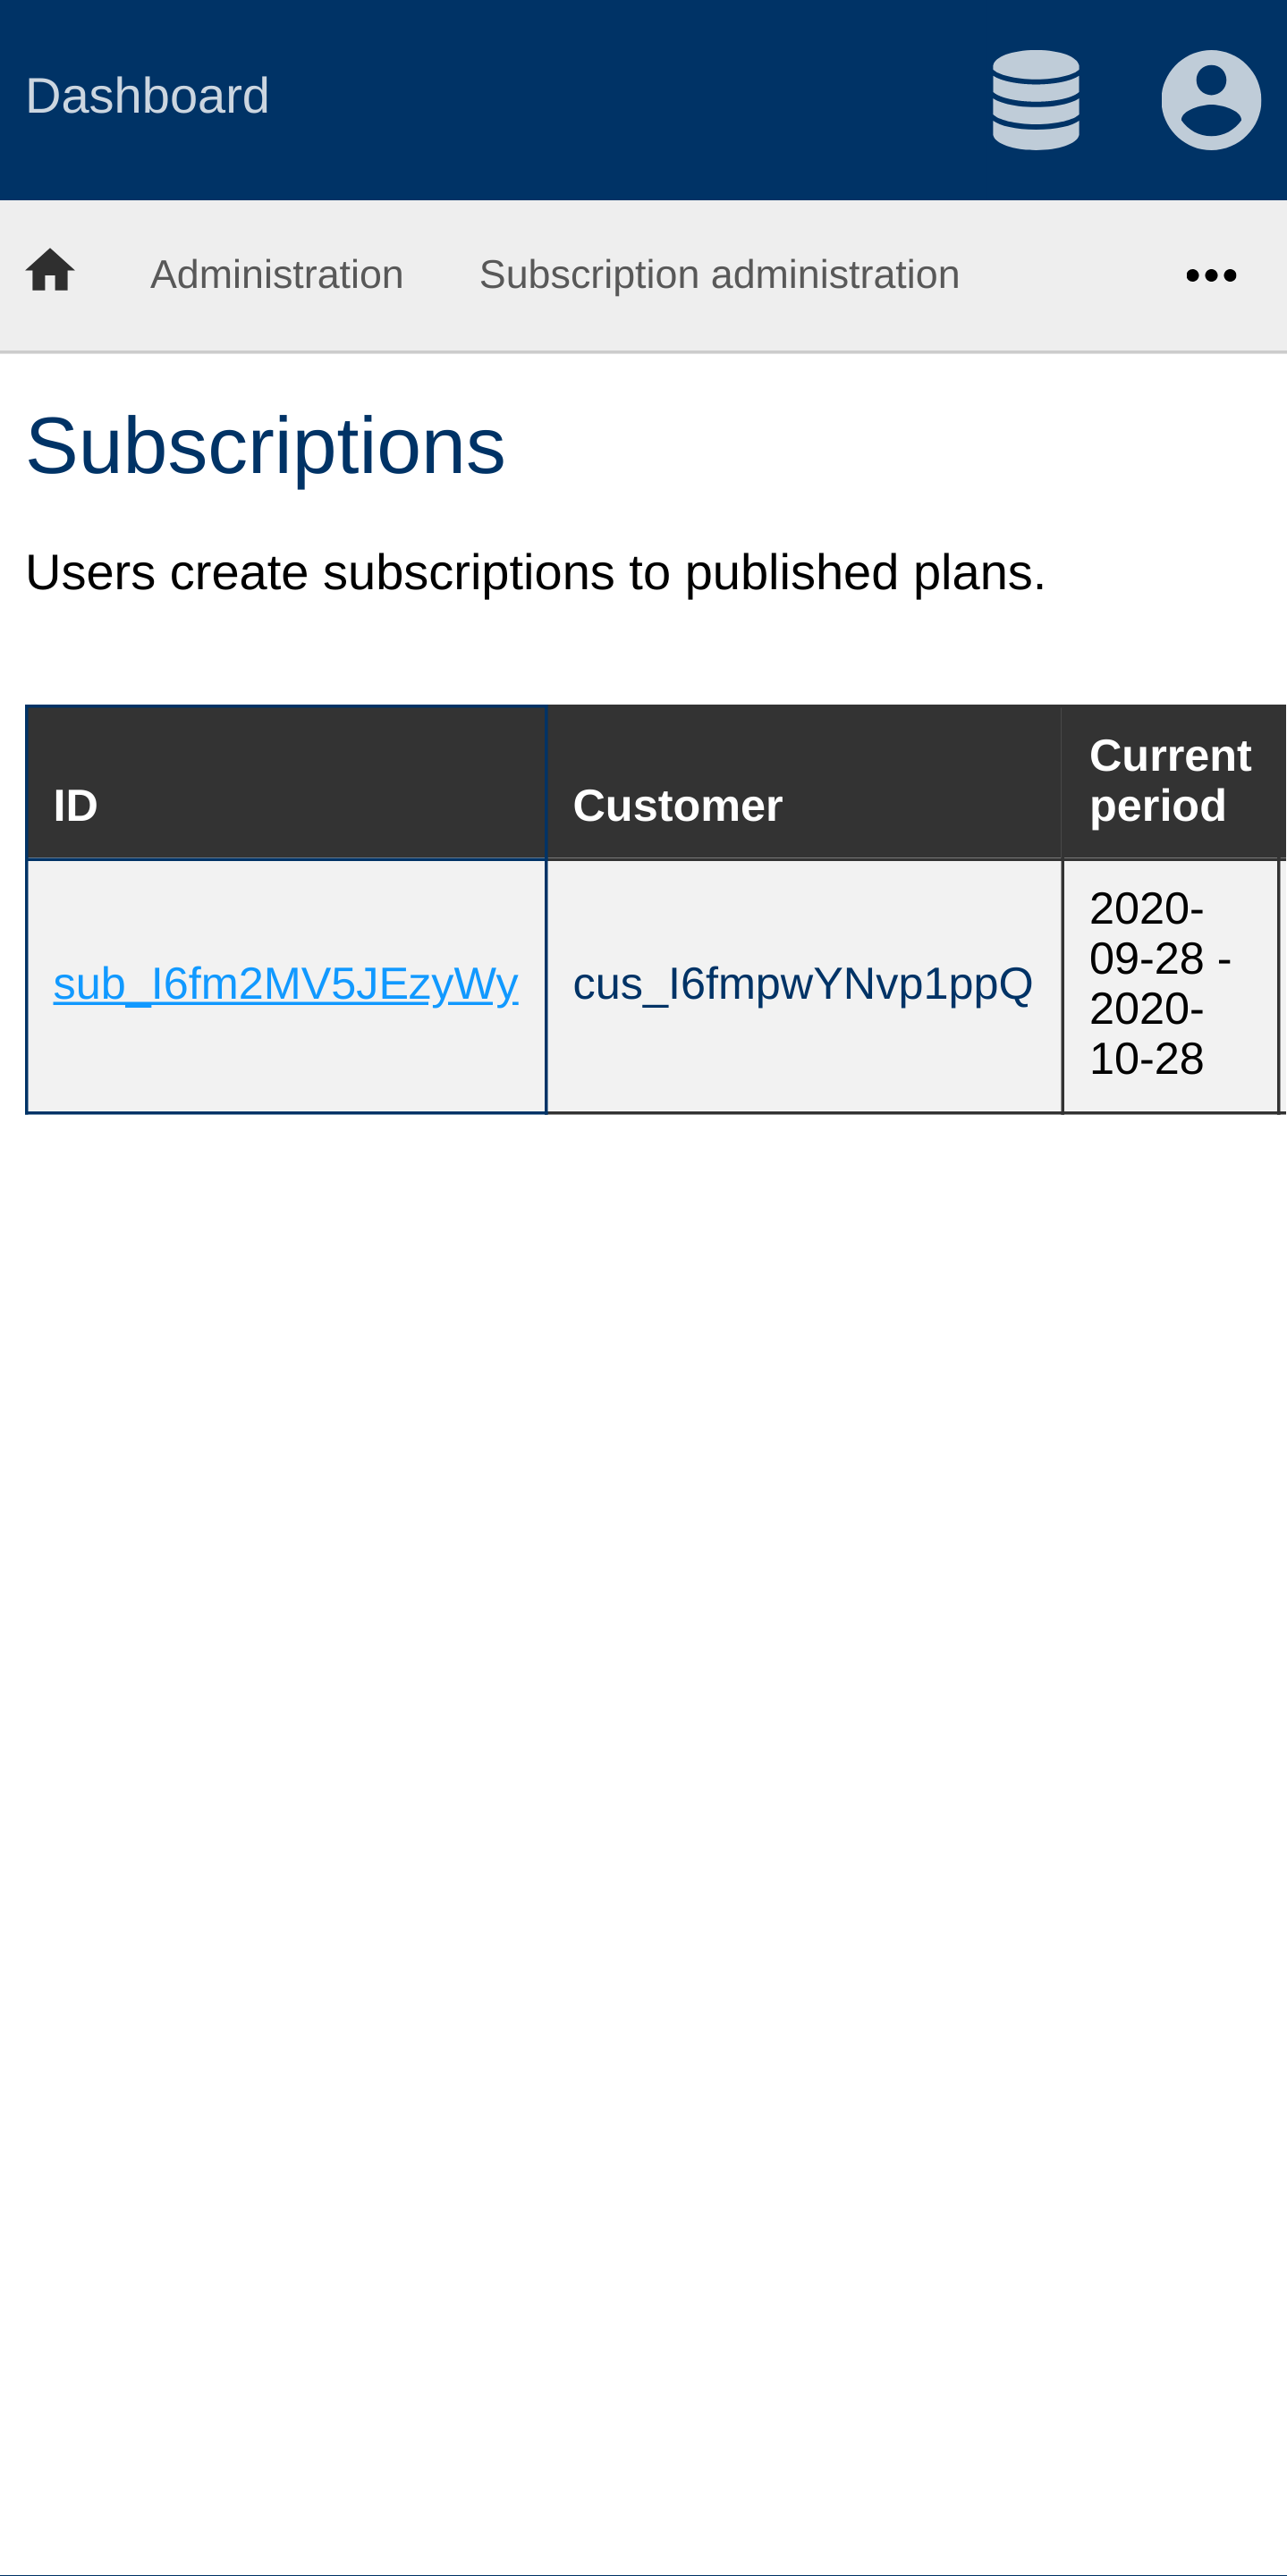 Dashboard
Administration Subscription administration
Subscriptions
Users create subscriptions to published plans.
ID Customer Current period
sub_I6fm2MV5JEzyWy cus_I6fmpwYNvp1ppQ 2020-
09-28 -
2020-
10-28